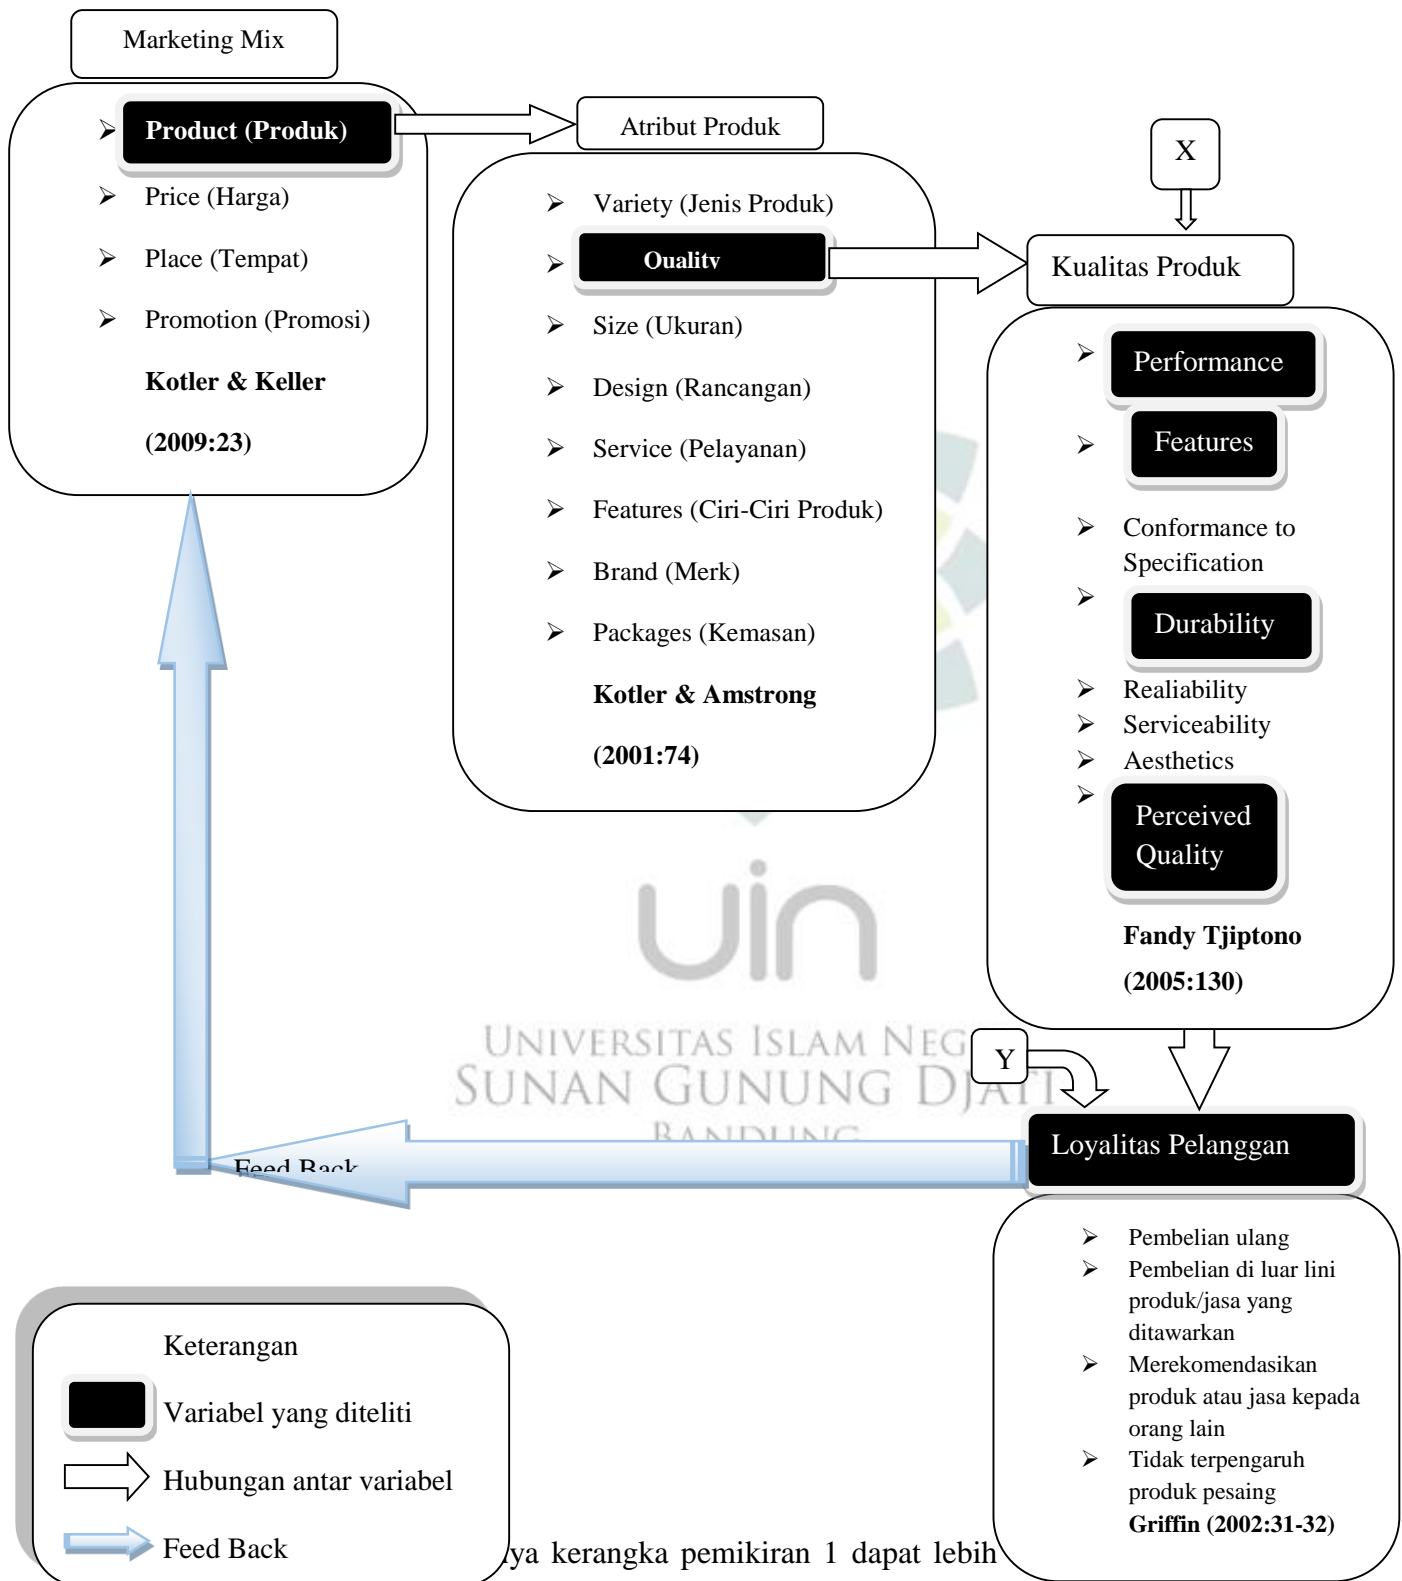 Marketing Mix
Product (Produk)
Price (Harga)
Place (Tempat)
Promotion (Promosi)
Kotler & Keller
(2009:23)
Atribut Produk
Variety (Jenis Produk)
Quality
Size (Ukuran)
Design (Rancangan)
Service (Pelayanan)
Features (Ciri-Ciri Produk)
Brand (Merk)
Packages (Kemasan)
Kotler & Amstrong
(2001:74)
X
Kualitas Produk
Performance
Features
Conformance to
Specification
Durability
Realiability
Serviceability
Aesthetics
Perceived
Quality
Fandy Tjiptono
(2005:130)
uin
UNIVERSITAS ISLAM NEG
SUNAN GUNUNG DJATI
BANDUNG
Y
Loyalitas Pelanggan
Feed Back
Pembelian ulang
Pembelian di luar lini
produk/jasa yang
ditawarkan
Merekomendasikan
produk atau jasa kepada
orang lain
Tidak terpengaruh
produk pesaing
Griffin (2002:31-32)
Keterangan
Variabel yang diteliti
Hubungan antar variabel
Feed Back
kerangka pemikiran 1 dapat lebih